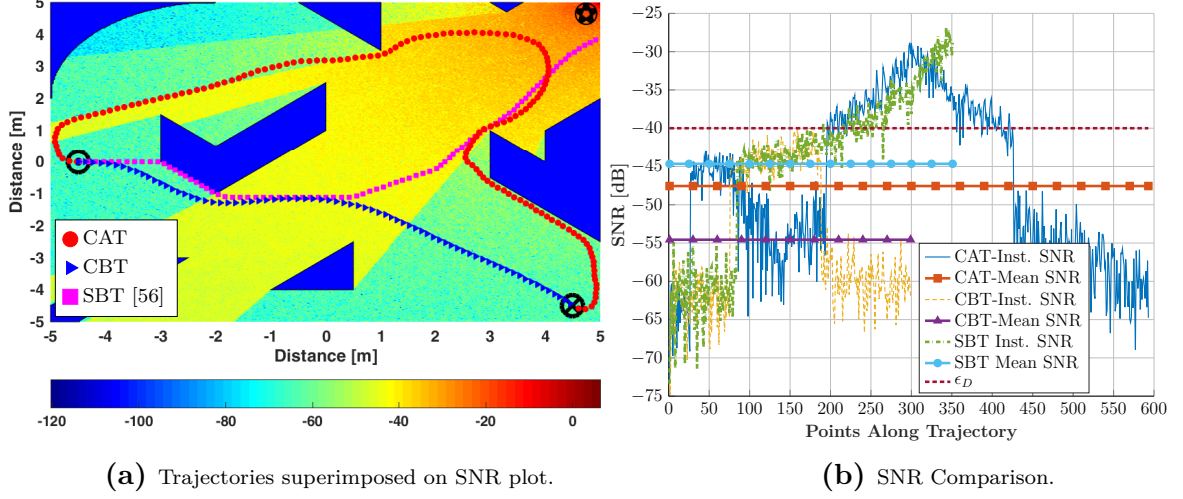 5
4
3
2
1
0
-1
-2
-3
-4
-5
Distance [m]
CAT
CBT
SBT [56]
-5 -4 -3 -2 -1 0 1 2 3 4 5
Distance [m]
-120 -100 -80 -60 -40 -20 0
(a) Trajectories superimposed on SNR plot.
−25
−30
−35
−40
−45
−50
−55
−60
−65
−70
−75
SNR [dB]
CAT-Inst. SNR
CAT-Mean SNR
CBT-Inst. SNR
CBT-Mean SNR
SBT Inst. SNR
SBT Mean SNR
ϵD
0 50 100 150 200 250 300 350 400 450 500 550 600
Points Along Trajectory
(b) SNR Comparison.